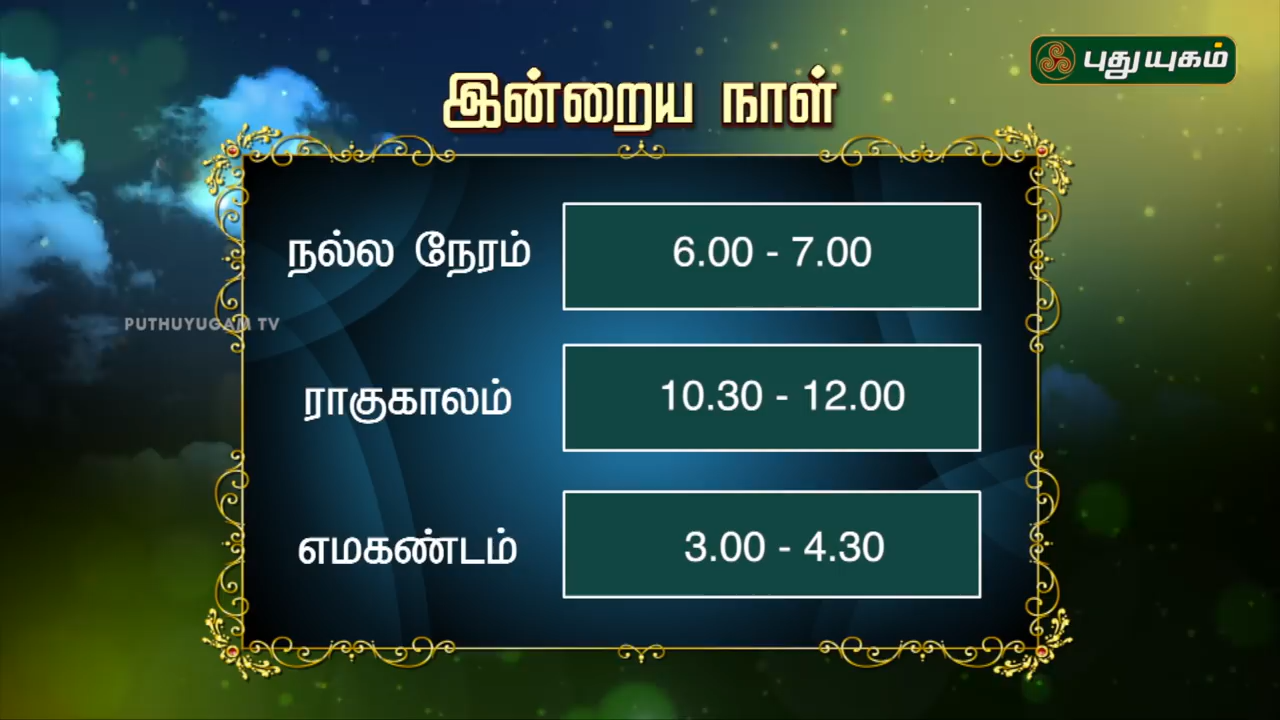 புதுயுகம்
இன்றைய நாள்
நல்ல நேரம் 6.00 - 7.00
PUTHUYUGAM TV
ராகுகாலம் 10.30 - 12.00
எமகண்டம் 3.00 - 4.30